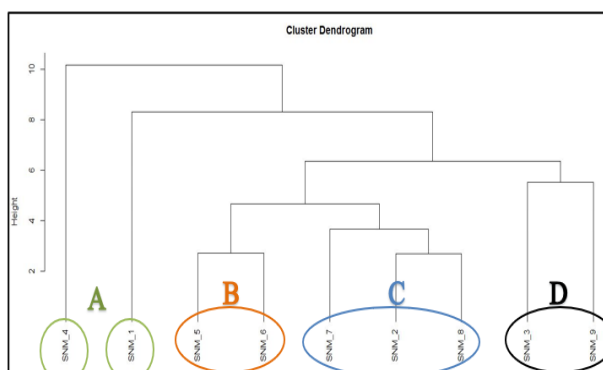 Cluster Dendrogram
Height
10
8
6
4
2
A
B
C
D
SNM_4
SNM_1
SNM_5
SNM_6
SNM_7
SNM_2
SNM_8
SNM_3
SNM_9